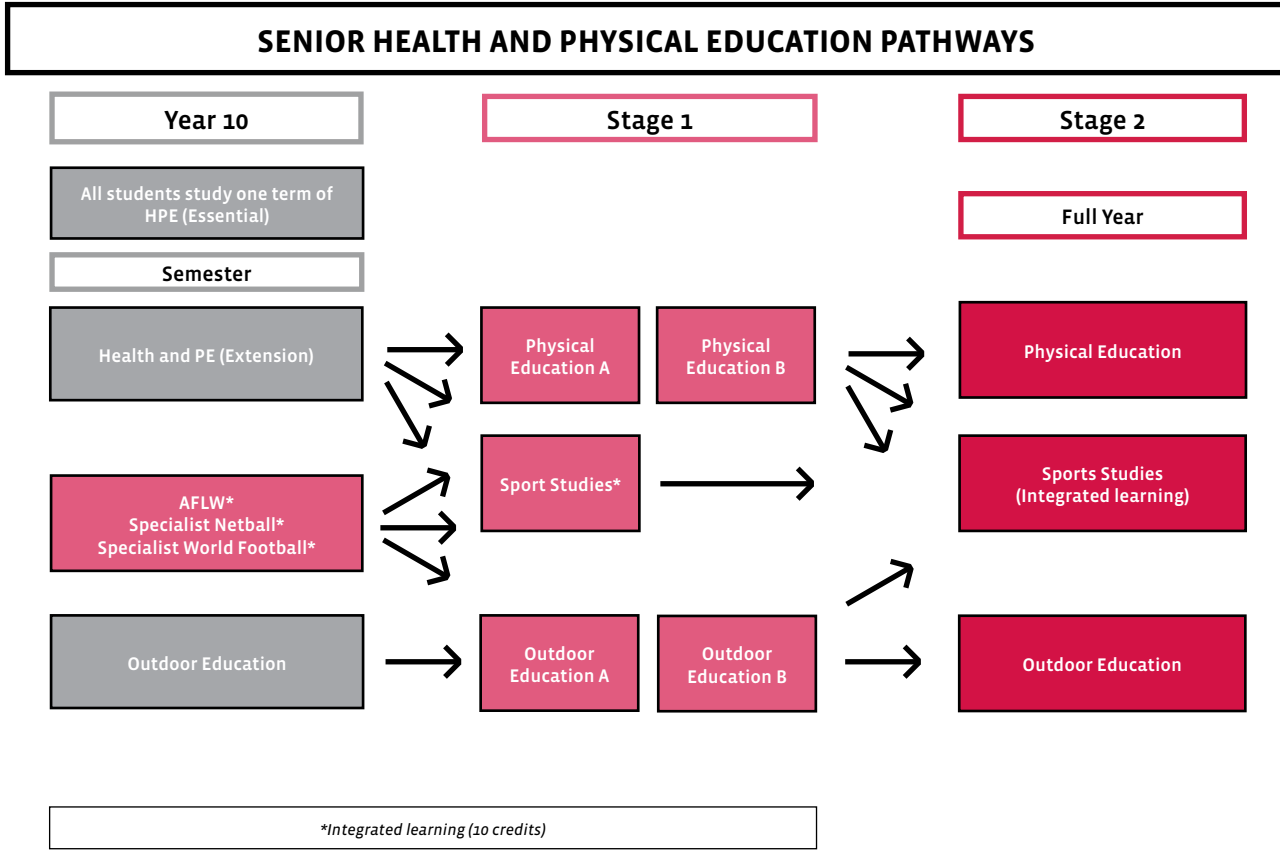 SENIOR HEALTH AND PHYSICAL EDUCATION PATHWAYS
Year 10
Stage 1
Stage 2
All students study one term of
HPE (Essential)
Full Year
Semester
Health and PE (Extension)
Physical
Education A
Physical
Education B
Physical Education
AFLW*
Specialist Netball*
Specialist World Football*
Sport Studies*
Sports Studies
(Integrated learning)
Outdoor Education
Outdoor
Education A
Outdoor
Education B
Outdoor Education
*Integrated learning (10 credits)